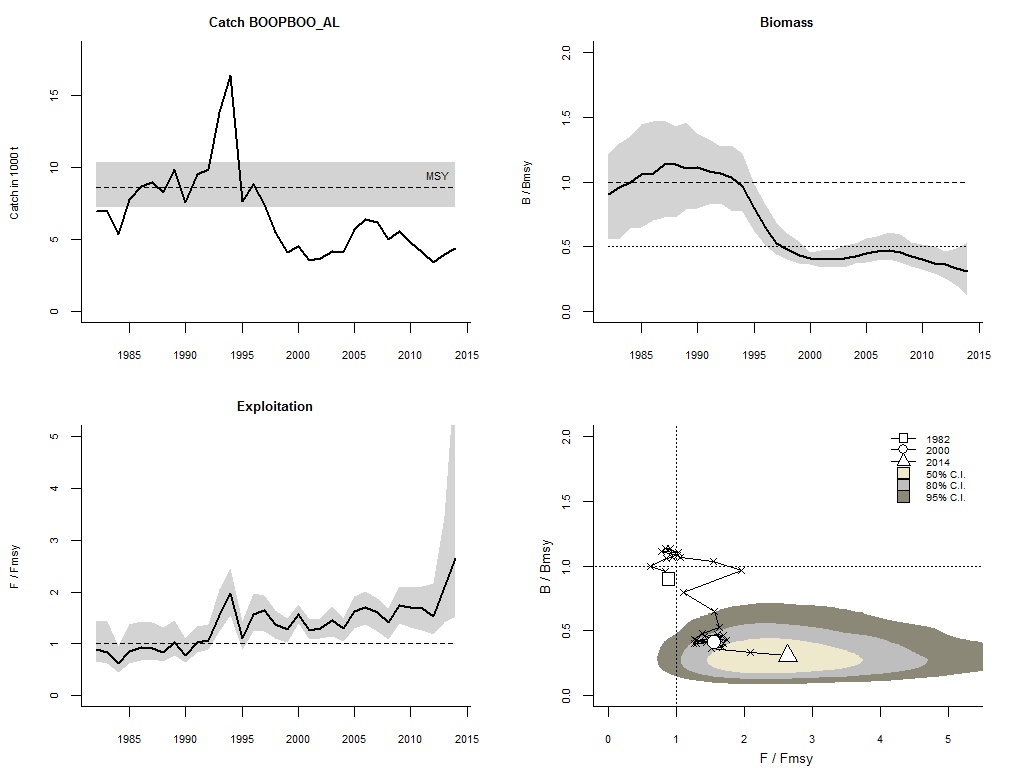 Catch BOOPBOO_AL
Catch in 1000 t
0 5 10 15
MSY
1985 1990 1995 2000 2005 2010 2015
Biomass
B / Bmsy
0.0 0.5 1.0 1.5 2.0
1985 1990 1995 2000 2005 2010 2015
Exploitation
F / Fmsy
0 1 2 3 4 5
1985 1990 1995 2000 2005 2010 2015
B / Bmsy
0.0 0.5 1.0 1.5 2.0
1982
2000
2014
50% C.I.
80% C.I.
95% C.I.
0 1 2 3 4 5
F / Fmsy